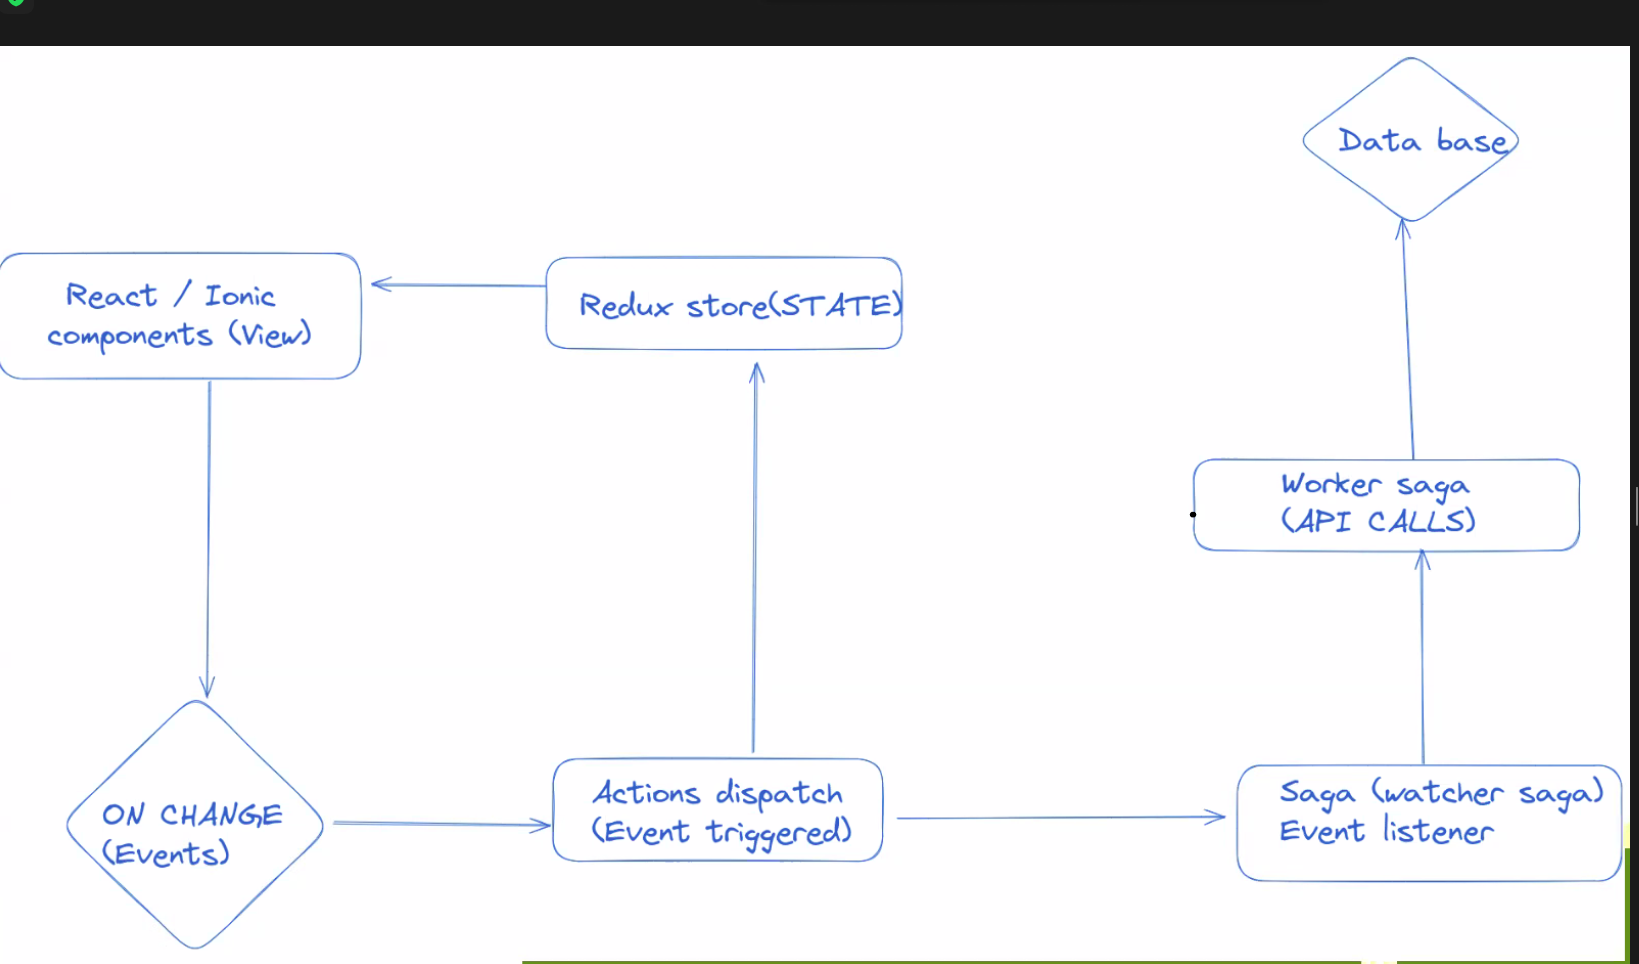 Data base
React / Ionic
components (View)
Redux store(STATE)
Worker saga
(API CALLS)
ON CHANGE
(Events)
Actions dispatch
(Event triggered)
Saga (watcher saga)
Event listener